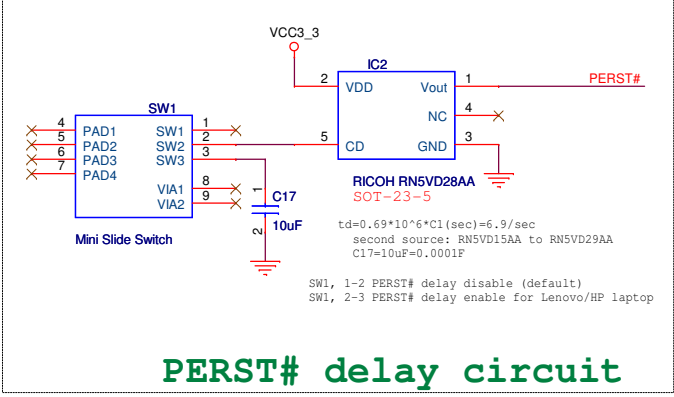 VCC3_3
IC2
2 VDD Vout 1 PERST#
NC 4
5 CD GND 3
RICOH RN5VD28AA
SOT-23-5
SW1
4 PAD1 SW1 1
5 PAD2 SW2 2
6 PAD3 SW3 3
7 PAD4
VIA1 8
VIA2 9
Mini Slide Switch
1
C17
10uF
2
td=0.69*10^6*C1(sec)=6.9/sec
second source: RN5VD15AA to RN5VD29AA
C17=10uF=0.0001F
SW1, 1-2 PERST# delay disable (default)
SW1, 2-3 PERST# delay enable for Lenovo/HP laptop
PERST# delay circuit